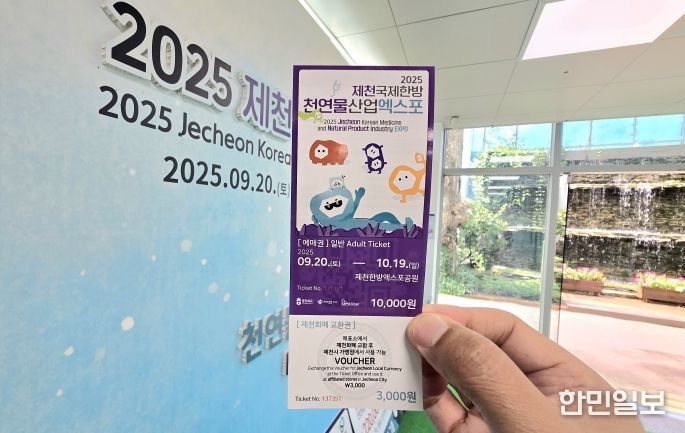 2025 제천
2025 Jecheon Korea
2025.09.20.(토)
천연물
2025
제천국제한방
천연물산업엑스포
2025 Jecheon Korean Medicine
and Natural Product Industry EXPO
[ 예매권 ] 일반 Adult Ticket
2025
09.20.(토) — 10.19.(일)
제천한방엑스포공원
Ticket No.
10,000원
[ 제천화폐 교환권 ]
매표소에서
제천화폐 교환 후
제천시 가맹점에서 사용 가능
VOUCHER
Exchange this Voucher for Jecheon Local Currency
at the Ticket Office and use it
at affiliated stores in Jecheon City
₩3,000
Ticket No. 137351
3,000원
한민일보